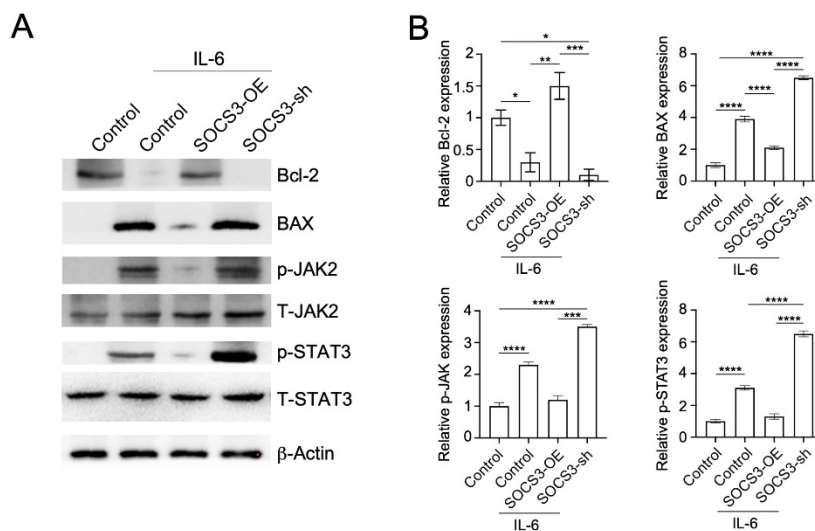 A
IL-6
Control
Control
SOCS3-OE
SOCS3-sh
Bcl-2
BAX
p-JAK2
T-JAK2
p-STAT3
T-STAT3
β-Actin
B
Relative Bcl-2 expression
2
1.5
1
0.5
0
*
**
***
*
Control
Control
SOCS3-OE
SOCS3-sh
IL-6
Relative BAX expression
8
6
4
2
0
****
****
****
****
Control
Control
SOCS3-OE
SOCS3-sh
IL-6
Relative p-JAK expression
4
3
2
1
0
****
***
****
Control
Control
SOCS3-OE
SOCS3-sh
IL-6
Relative p-STAT3 expression
8
6
4
2
0
****
****
****
Control
Control
SOCS3-OE
SOCS3-sh
IL-6